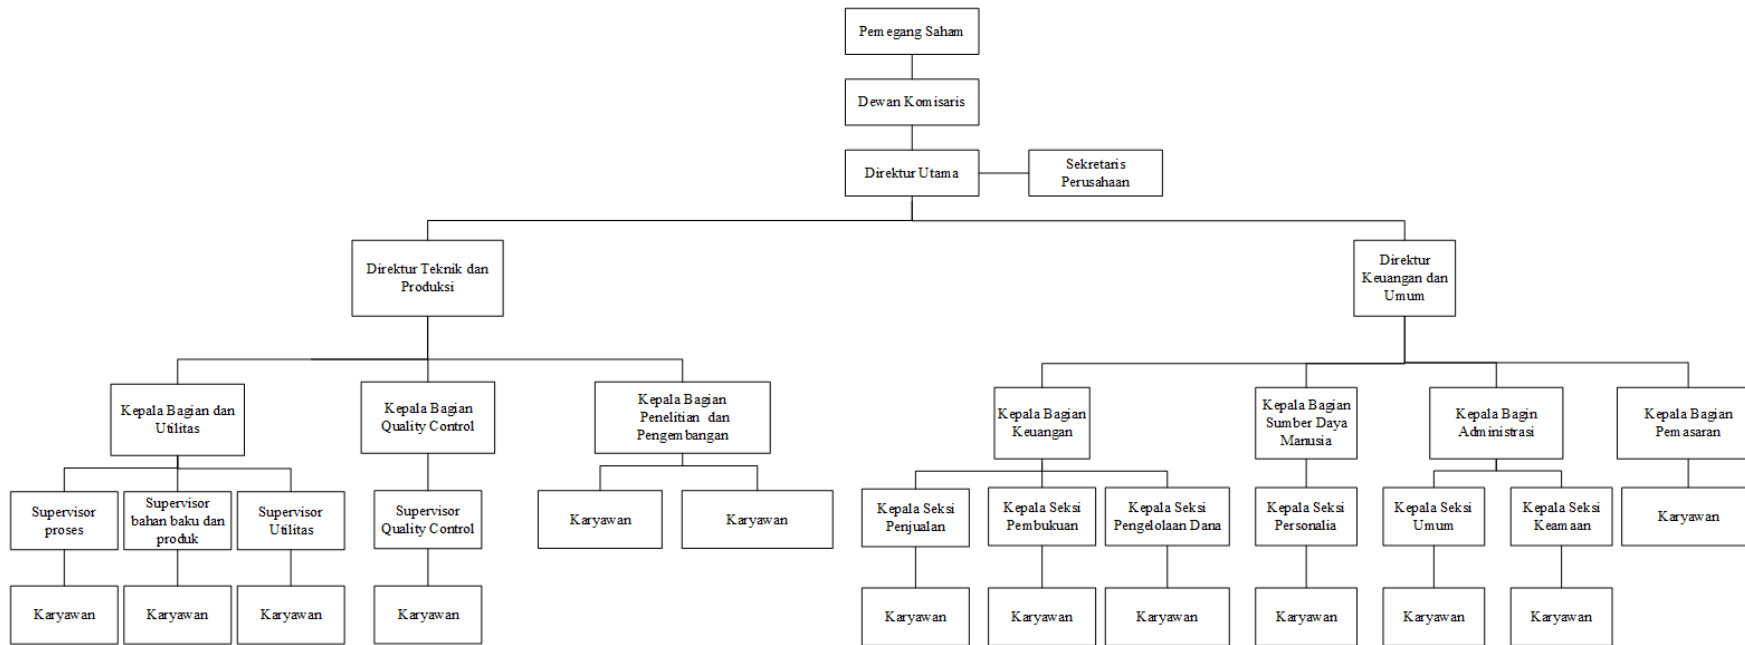 Pemegang Saham
Dewan Komisaris
Direktur Utama
Sekretaris
Perusahaan
Direktur Teknik dan
Produksi
Direktur
Keuangan dan
Umum
Kepala Bagian dan
Utilitas
Kepala Bagian
Quality Control
Kepala Bagian
Penelitian dan
Pengembangan
Kepala Bagian
Keuangan
Kepala Bagian
Sumber Daya
Manusia
Kepala Bagin
Administrasi
Kepala Bagian
Pemasaran
Supervisor
proses
Supervisor
bahan baku dan
produk
Supervisor
Utilitas
Supervisor
Quality Control
Karyawan
Karyawan
Kepala Seksi
Penjualan
Kepala Seksi
Pembukuan
Kepala Seksi
Pengelolaan Dana
Kepala Seksi
Personalia
Kepala Seksi
Umum
Kepala Seksi
Keamaan
Karyawan
Karyawan
Karyawan
Karyawan
Karyawan
Karyawan
Karyawan
Karyawan
Karyawan
Karyawan
Karyawan